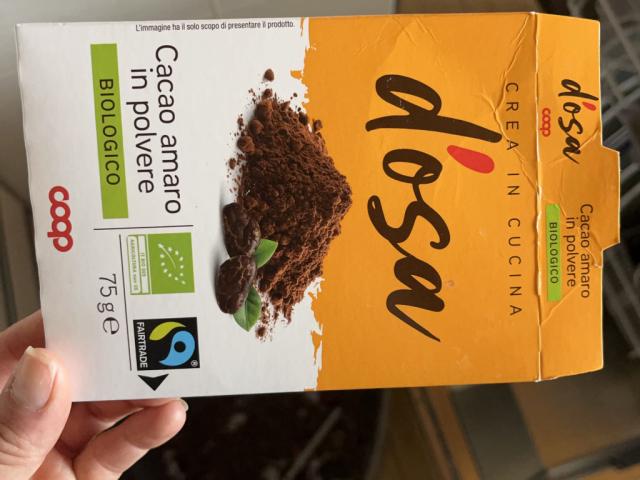 d'osa
coop
Cacao amaro
in polvere
BIOLOGICO
CREA IN CUCINA
d'osa
L'immagine ha il solo scopo di presentare il prodotto.
Cacao amaro
in polvere
BIOLOGICO
coop
75 g e
FAIRTRADE